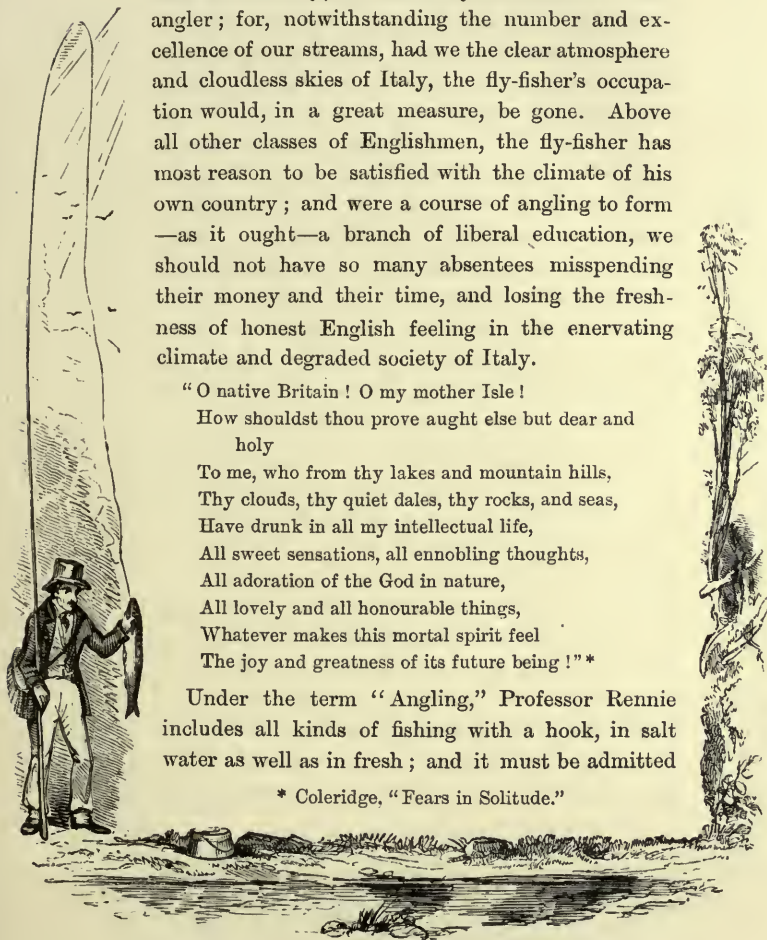 angler; for, notwithstanding the number and ex-
cellence of our streams, had we the clear atmosphere
and cloudless skies of Italy, the fly-fisher's occupa-
tion would, in a great measure, be gone. Above
all other classes of Englishmen, the fly-fisher has
most reason to be satisfied with the climate of his
own country; and were a course of angling to form
—as it ought—a branch of liberal education, we
should not have so many absentees misspending
their money and their time, and losing the fresh-
ness of honest English feeling in the enervating
climate and degraded society of Italy.
"O native Britain! O my mother Isle!
How shouldst thou prove aught else but dear and
holy
To me, who from thy lakes and mountain hills,
Thy clouds, thy quiet dales, thy rocks, and seas,
Have drunk in all my intellectual life,
All sweet sensations, all ennobling thoughts,
All adoration of the God in nature,
All lovely and all honourable things,
Whatever makes this mortal spirit feel
The joy and greatness of its future being!"*
Under the term "Angling," Professor Rennie
includes all kinds of fishing with a hook, in salt
water as well as in fresh; and it must be admitted
* Coleridge, "Fears in Solitude."